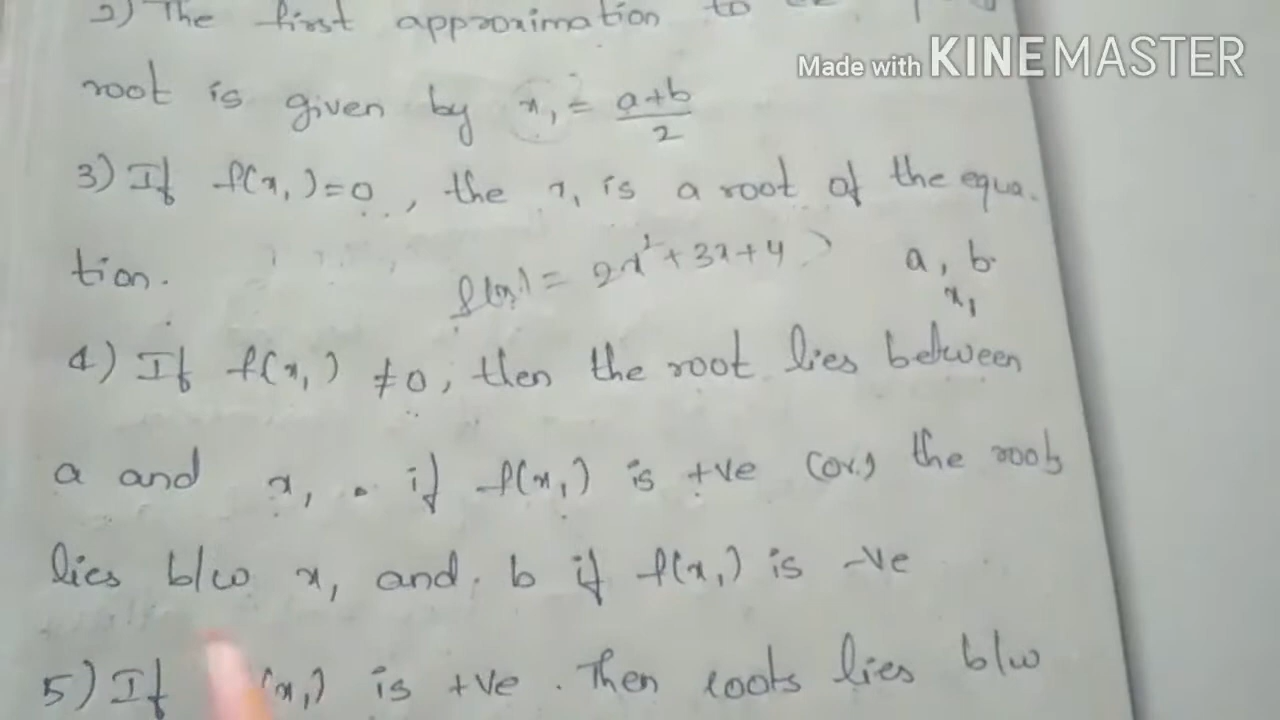 2) The first approximation to
Made with KINEMASTER
root is given by x₁ = a+b/2
3) If f(x₁)=0, the x₁ is a root of the equa.
tion.
f(x) = 2x²+3x+4
a, b
x₁
4) If f(x₁) ≠0, then the root lies between
a and x₁. if f(x₁) is +ve (or) the roots
lies b/w x₁ and. b if f(x₁) is -ve
5) If (x₁) is +ve. Then roots lies b/w